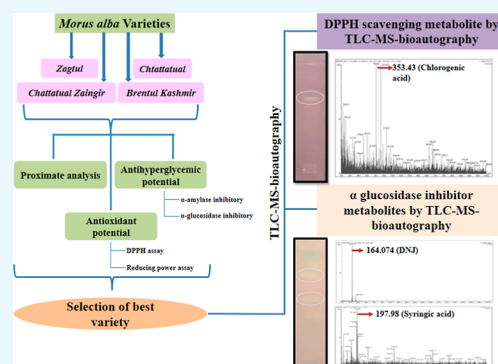 Morus alba Varieties
Zagtul
Chtattatual
Chattatual Zaingir
Brentul Kashmir
Proximate analysis
Antihyperglycemic
potential
α-amylase inhibitory
α-glucosidase inhibitory
Antioxidant
potential
DPPH assay
Reducing power assay
Selection of best
variety
TLC-MS-bioautography
DPPH scavenging metabolite by
TLC-MS-bioautography
353.43 (Chlorogenic
acid)
α glucosidase inhibitor
metabolites by TLC-MS-
bioautography
164.074 (DNJ)
197.98 (Syringic acid)